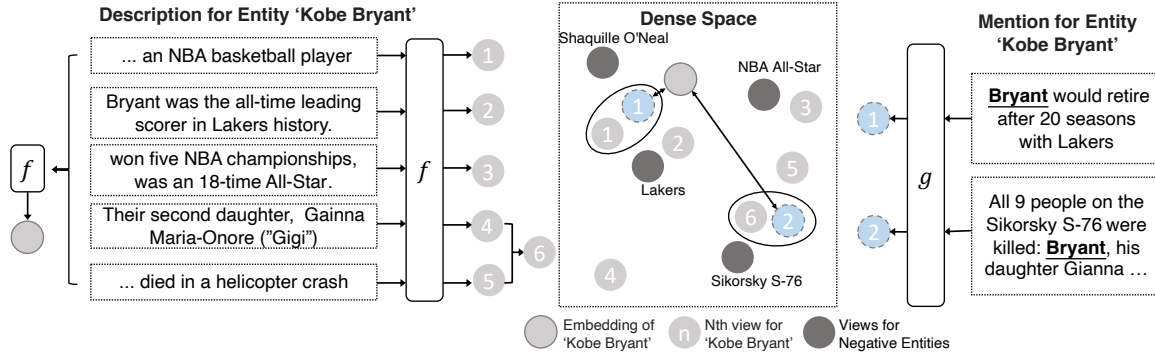 Description for Entity ‘Kobe Bryant’
... an NBA basketball player
Bryant was the all-time leading
scorer in Lakers history.
won five NBA championships,
was an 18-time All-Star.
Their second daughter, Gainna
Maria-Onore (”Gigi”)
... died in a helicopter crash
f
f
1
2
3
4
5
6
Dense Space
Shaquille O'Neal
NBA All-Star
1
1
2
3
Lakers
5
6
2
Sikorsky S-76
4
Mention for Entity
‘Kobe Bryant’
1
2
g
Bryant would retire
after 20 seasons
with Lakers
All 9 people on the
Sikorsky S-76 were
killed: Bryant, his
daughter Gianna ...
Embedding of
‘Kobe Bryant’
n
Nth view for
‘Kobe Bryant’
Views for
Negative Entities